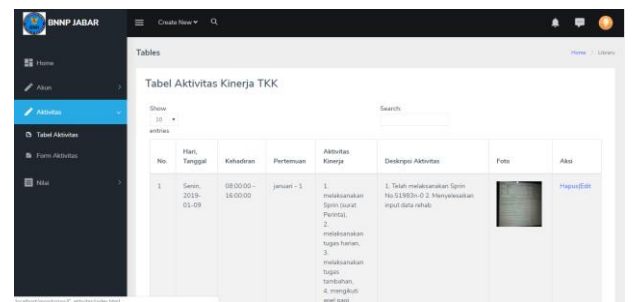 BNNP JABAR
Create New
Tables
Home > Library
Home
Akun
Aktivitas
Tabel Aktivitas
Form Aktivitas
Nilai
Tabel Aktivitas Kinerja TKK
Show
10
entries
Search:
No.
Hari, Tanggal
Kehadiran
Pertemuan
Aktivitas Kinerja
Deskripsi Aktivitas
Foto
Aksi
1
Senin,
2019-
01-09
08:00:00 -
16:00:00
januari - 1
1.
melaksanakan
Sprin (surat
Perinta),
2.
melaksanakan
tugas harian,
3.
melaksanakan
tugas
tambahan,
4. mengikuti
apel pagi
1. Telah melaksanakan Sprin
No.S1983n-0 2. Menyelesaikan
input data rehab
Hapus|Edit